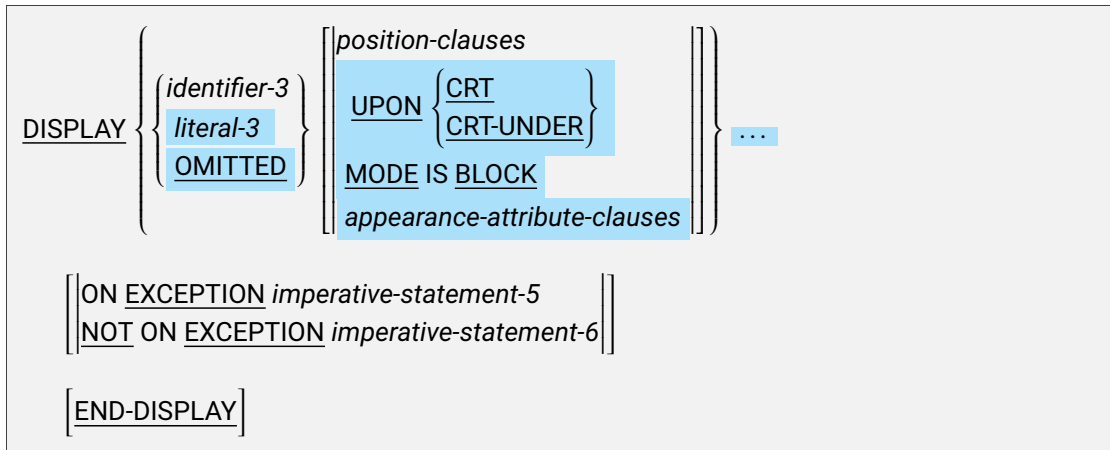 position-clauses
identifier-3
UPON CRT
DISPLAY literal-3 ...
CRT-UNDER
OMITTED
MODE IS BLOCK
appearance-attribute-clauses
ON EXCEPTION imperative-statement-5
NOT ON EXCEPTION imperative-statement-6
END-DISPLAY